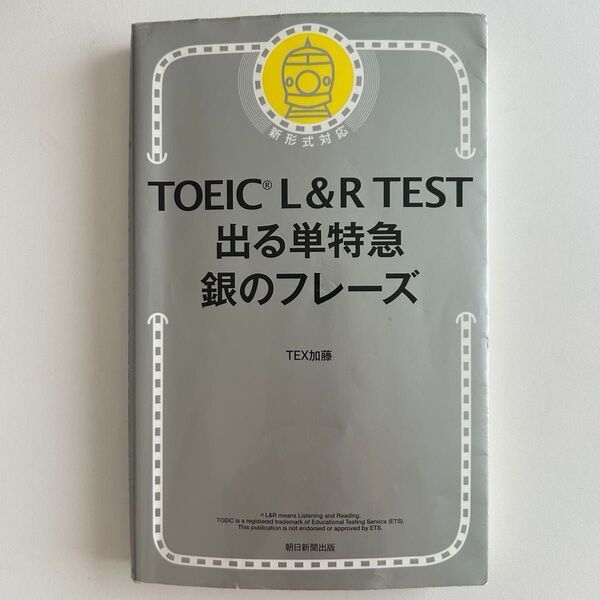 新形式対応
TOEIC® L&R TEST
出る単特急
銀のフレーズ
TEX加藤
※L&R means Listening and Reading.
TOEIC is a registered trademark of Educational Testing Service (ETS).
This publication is not endorsed or approved by ETS.
朝日新聞出版